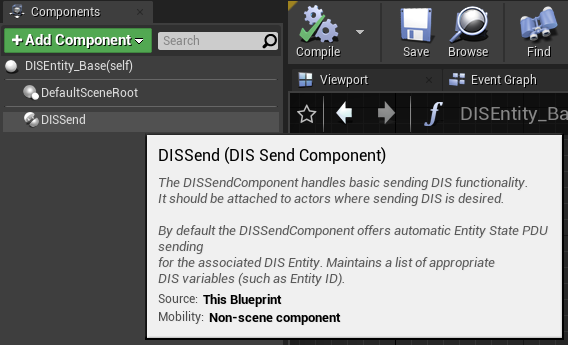 Components
+ Add Component
Search
DISEntity_Base(self)
DefaultSceneRoot
DISSend
Compile
Save
Browse
Find
Viewport
Event Graph
f
DISEntity_Ba
DISSend (DIS Send Component)
The DISSendComponent handles basic sending DIS functionality.
It should be attached to actors where sending DIS is desired.
By default the DISSendComponent offers automatic Entity State PDU
sending
for the associated DIS Entity. Maintains a list of appropriate
DIS variables (such as Entity ID).
Source: This Blueprint
Mobility: Non-scene component